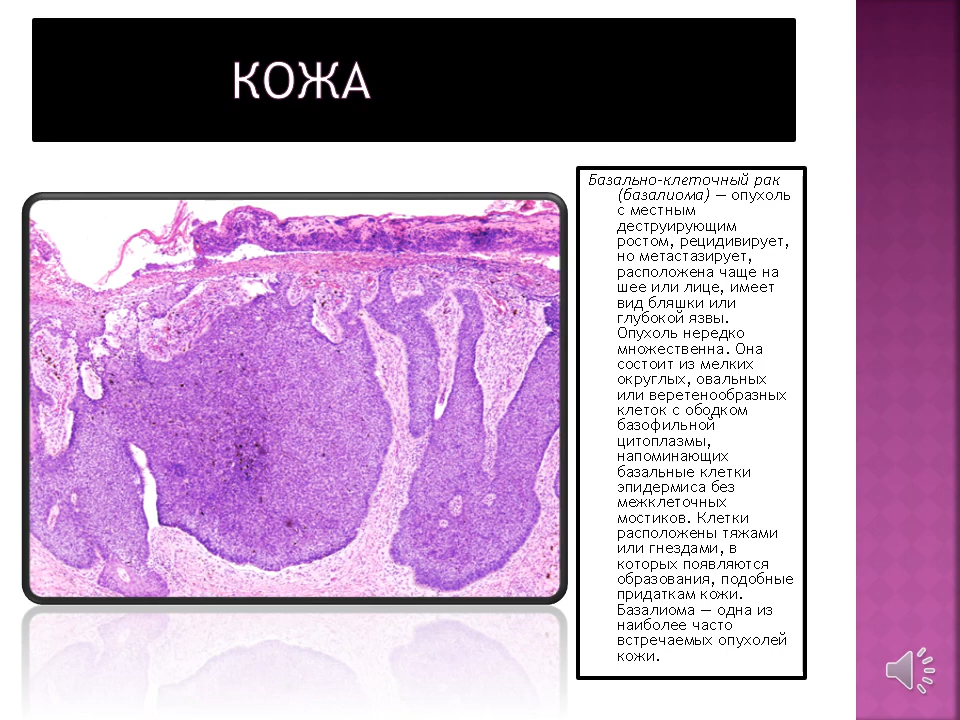 КОЖА
Базально-клеточный рак
(базалиома) — опухоль
с местным
деструирующим
ростом, рецидивирует,
но метастазирует,
расположена чаще на
шее или лице, имеет
вид бляшки или
глубокой язвы.
Опухоль нередко
множественна. Она
состоит из мелких
округлых, овальных
или веретенообразных
клеток с ободком
базофильной
цитоплазмы,
напоминающих
базальные клетки
эпидермиса без
межклеточных
мостиков. Клетки
расположены тяжами
или гнездами, в
которых появляются
образования, подобные
придаткам кожи.
Базалиома — одна из
наиболее часто
встречаемых опухолей
кожи.